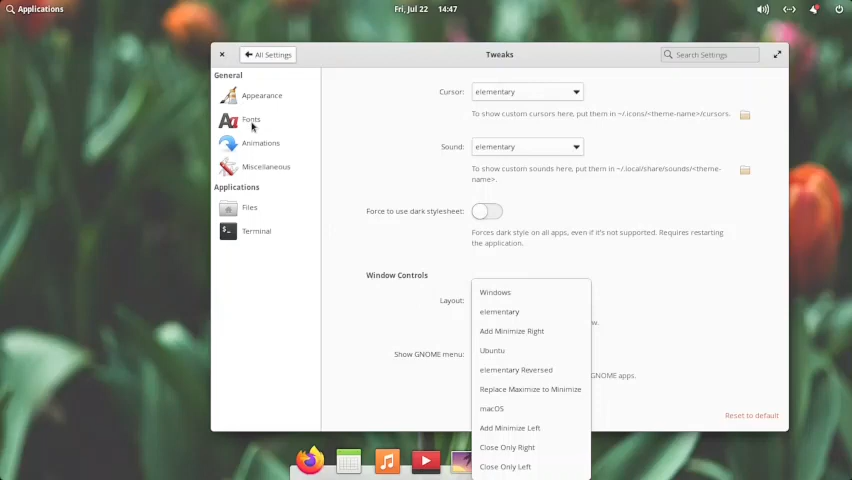 Applications
Fri, Jul 22 14:47
All Settings
Tweaks
Search Settings
General
Appearance
Fonts
Animations
Miscellaneous
Applications
Files
Terminal
Cursor: elementary
To show custom cursors here, put them in ~/.icons/<theme-name>/cursors.
Sound: elementary
To show custom sounds here, put them in ~/.local/share/sounds/<theme-
name>.
Force to use dark stylesheet:
Forces dark style on all apps, even if it's not supported. Requires restarting
the application.
Window Controls
Layout:
Show GNOME menu:
GNOME apps.
Windows
elementary
Add Minimize Right
Ubuntu
elementary Reversed
Replace Maximize to Minimize
macOS
Add Minimize Left
Close Only Right
Close Only Left
Reset to default